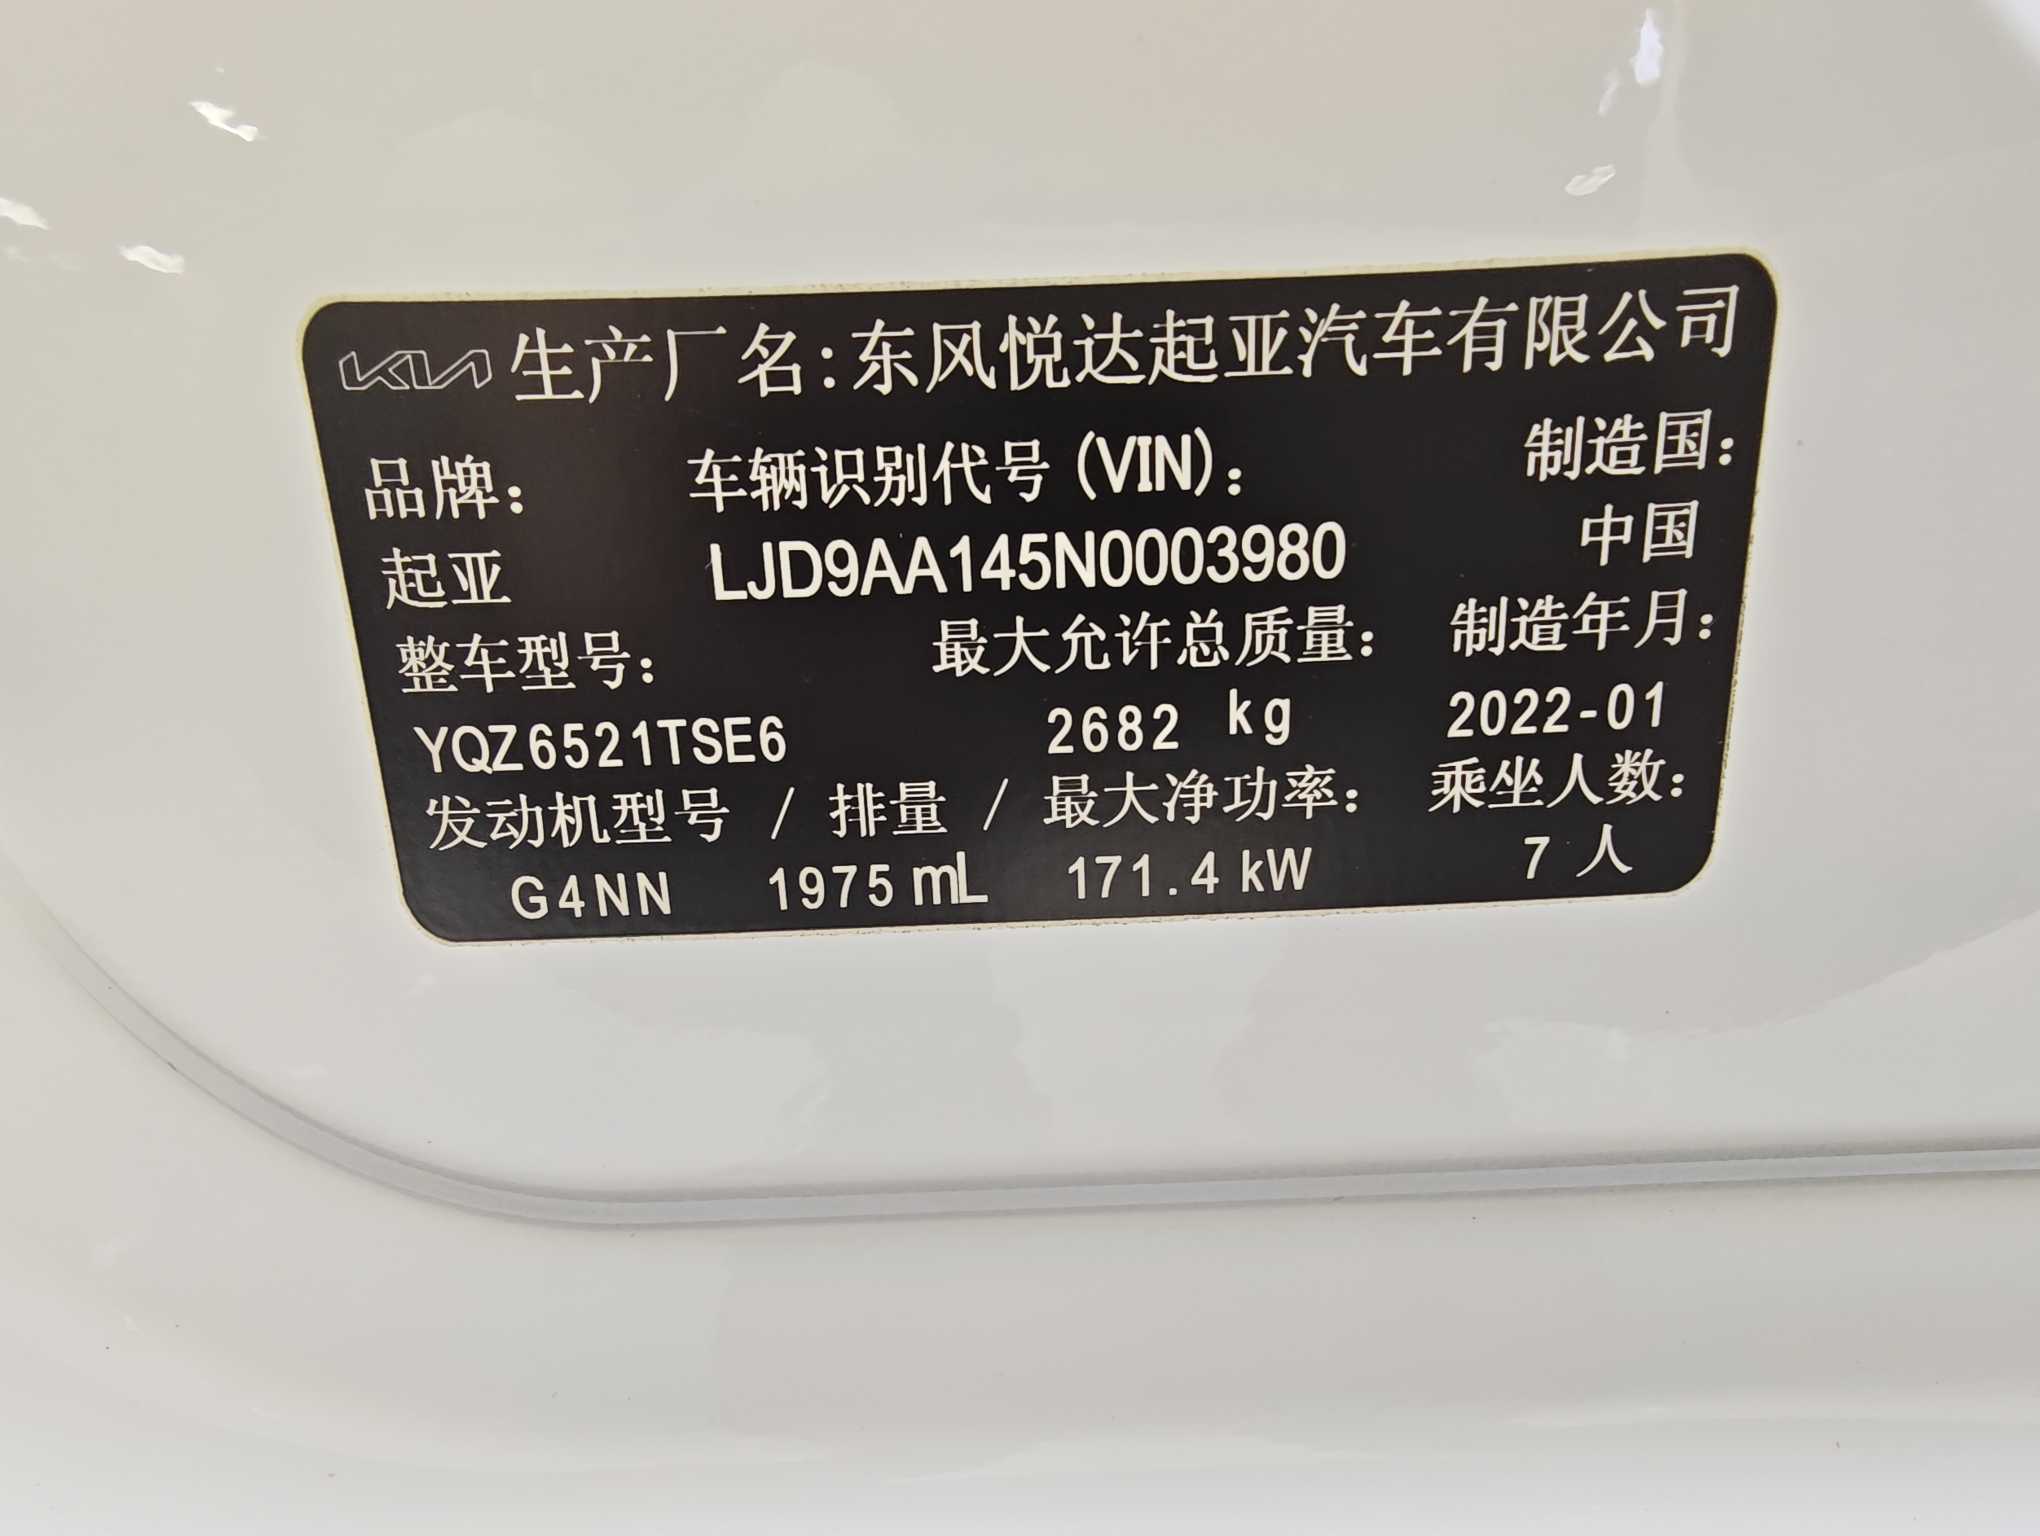 KIA 生产厂名：东风悦达起亚汽车有限公司
品牌： 车辆识别代号(VIN)： 制造国：
起亚 LJD9AA145N0003980 中国
整车型号： 最大允许总质量： 制造年月：
YQZ6521TSE6 2682 kg 2022-01
发动机型号 / 排量 / 最大净功率： 乘坐人数：
G4NN 1975 mL 171.4 kW 7 人